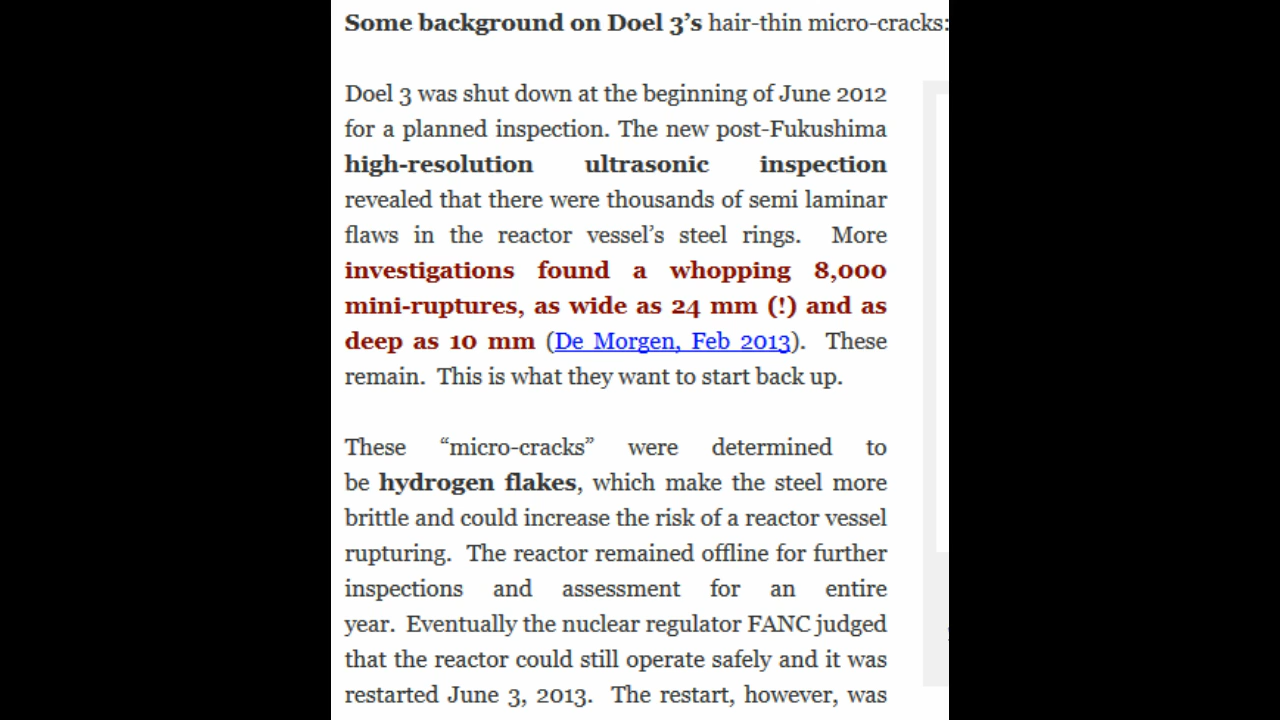 Some background on Doel 3’s hair-thin micro-cracks:
Doel 3 was shut down at the beginning of June 2012
for a planned inspection. The new post-Fukushima
high-resolution ultrasonic inspection
revealed that there were thousands of semi laminar
flaws in the reactor vessel’s steel rings. More
investigations found a whopping 8,000
mini-ruptures, as wide as 24 mm (!) and as
deep as 10 mm (De Morgen, Feb 2013). These
remain. This is what they want to start back up.
These “micro-cracks” were determined to
be hydrogen flakes, which make the steel more
brittle and could increase the risk of a reactor vessel
rupturing. The reactor remained offline for further
inspections and assessment for an entire
year. Eventually the nuclear regulator FANC judged
that the reactor could still operate safely and it was
restarted June 3, 2013. The restart, however, was